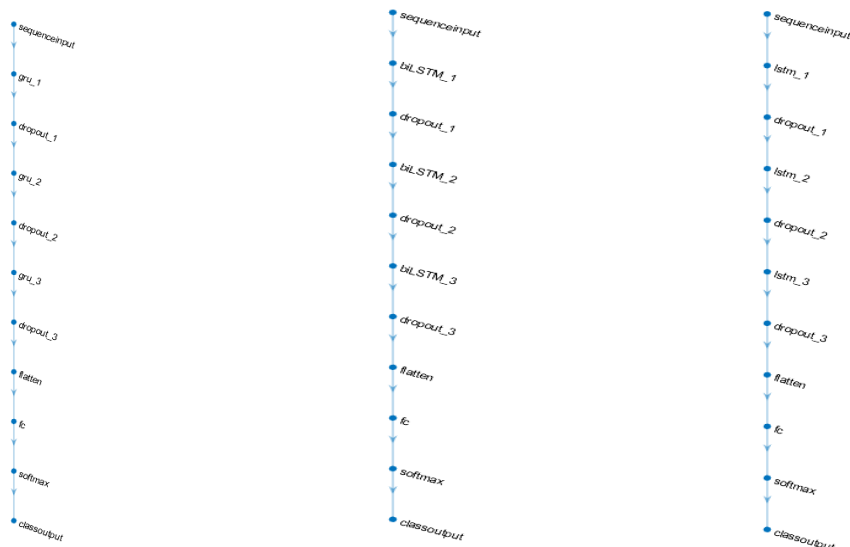 sequenceinput
gru_1
dropout_1
gru_2
dropout_2
gru_3
dropout_3
flatten
fc
softmax
classoutput
sequenceinput
biLSTM_1
dropout_1
biLSTM_2
dropout_2
biLSTM_3
dropout_3
flatten
fc
softmax
classoutput
sequenceinput
lstm_1
dropout_1
lstm_2
dropout_2
lstm_3
dropout_3
flatten
fc
softmax
classoutput